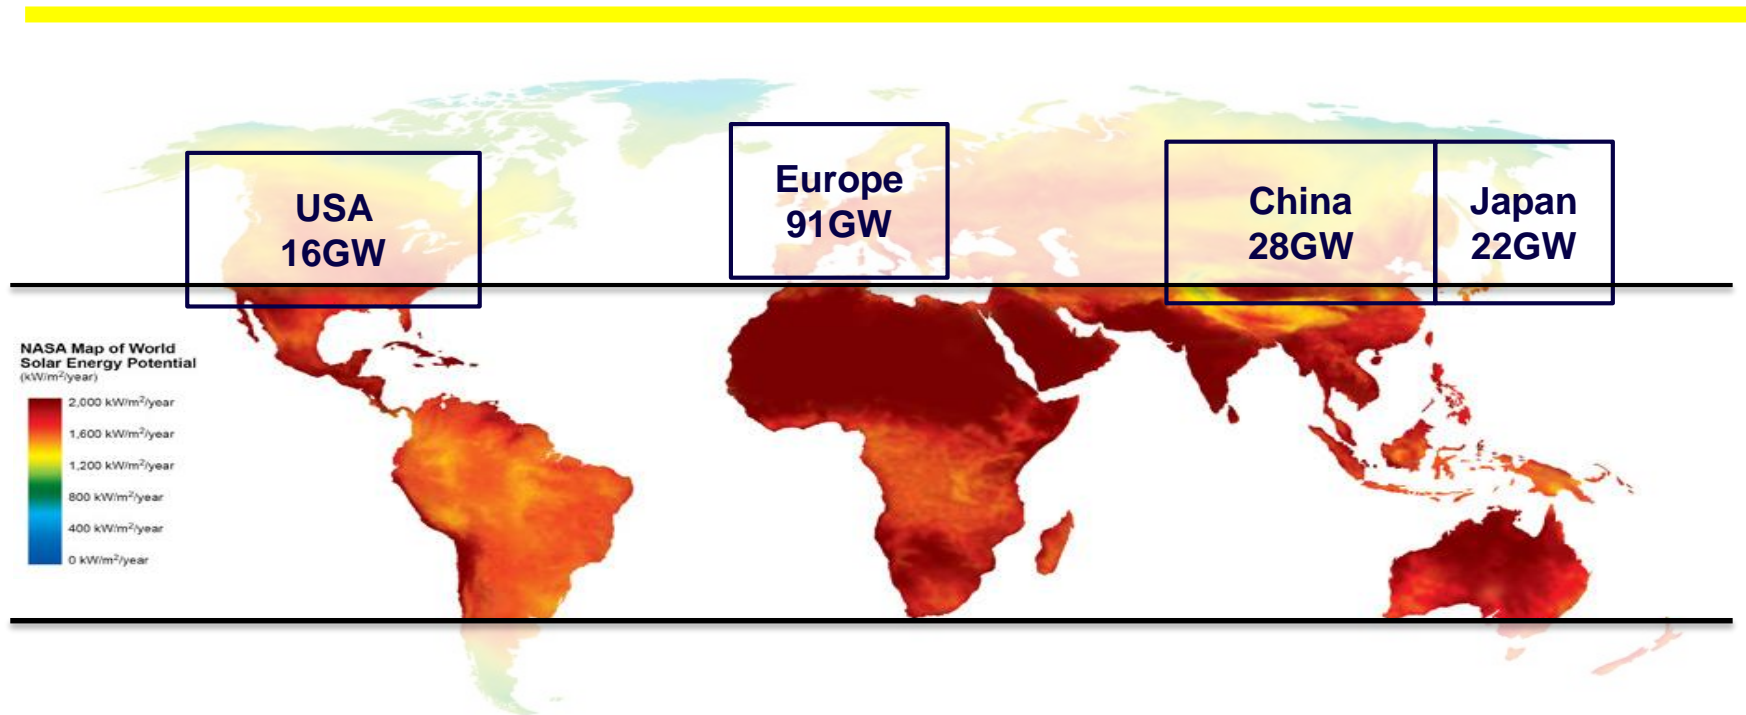 USA
16GW
Europe
91GW
China
28GW
Japan
22GW
NASA Map of World
Solar Energy Potential
(kW/m²/year)
2,000 kW/m²/year
1,600 kW/m²/year
1,200 kW/m²/year
800 kW/m²/year
400 kW/m²/year
0 kW/m²/year